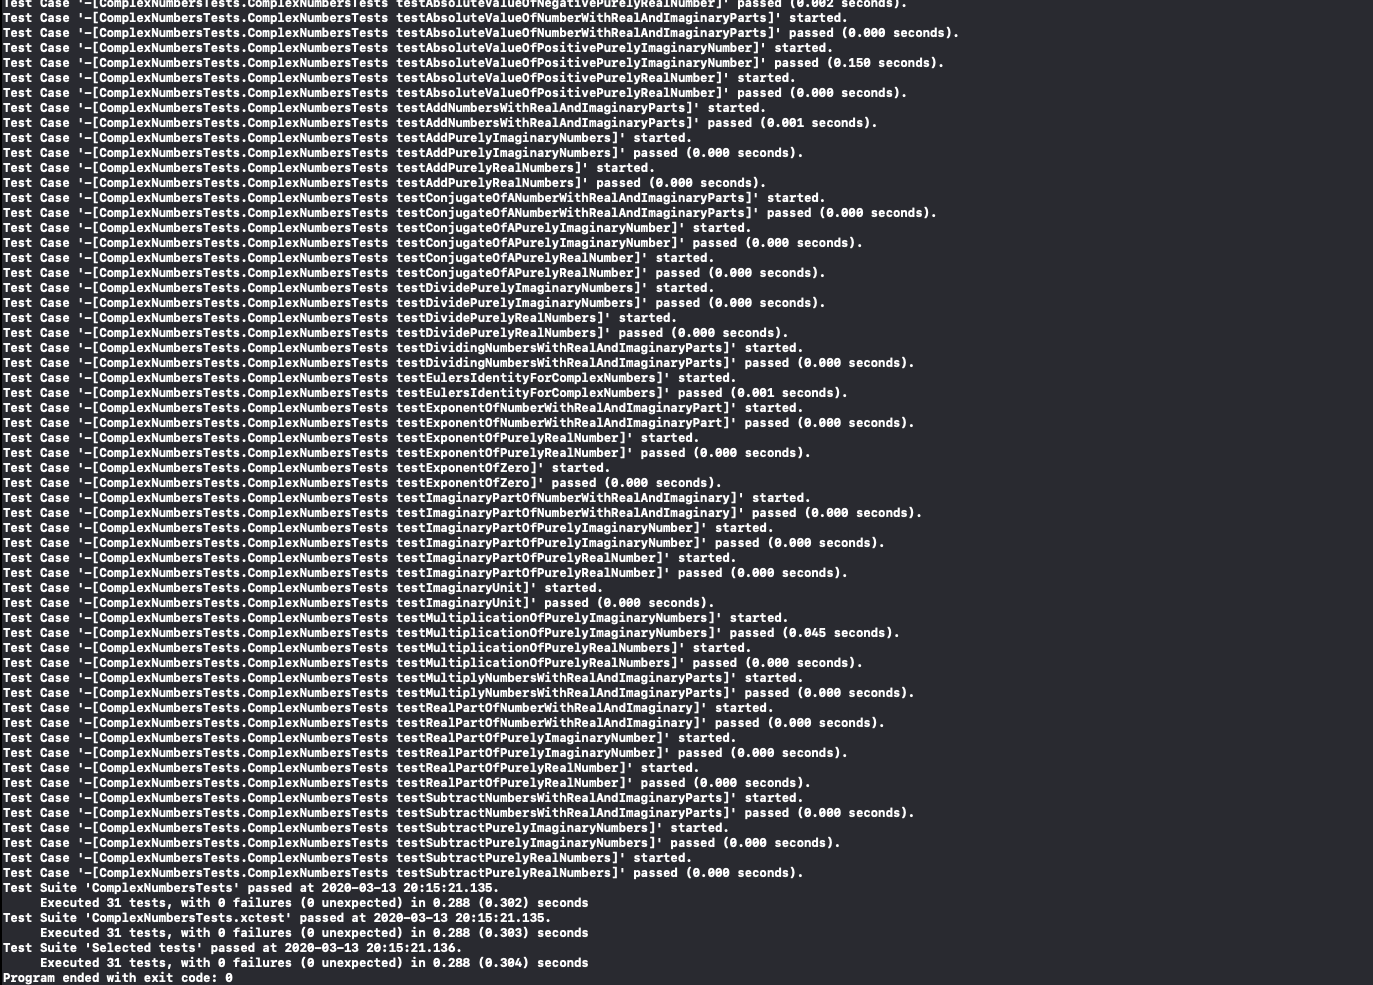 Test Case '-[ComplexNumbersTests.ComplexNumbersTests testAbsoluteValueOfNegativePurelyRealNumber]' passed (0.002 seconds).
Test Case '-[ComplexNumbersTests.ComplexNumbersTests testAbsoluteValueOfNumberWithRealAndImaginaryParts]' started.
Test Case '-[ComplexNumbersTests.ComplexNumbersTests testAbsoluteValueOfNumberWithRealAndImaginaryParts]' passed (0.000 seconds).
Test Case '-[ComplexNumbersTests.ComplexNumbersTests testAbsoluteValueOfPositivePurelyImaginaryNumber]' started.
Test Case '-[ComplexNumbersTests.ComplexNumbersTests testAbsoluteValueOfPositivePurelyImaginaryNumber]' passed (0.150 seconds).
Test Case '-[ComplexNumbersTests.ComplexNumbersTests testAbsoluteValueOfPositivePurelyRealNumber]' started.
Test Case '-[ComplexNumbersTests.ComplexNumbersTests testAbsoluteValueOfPositivePurelyRealNumber]' passed (0.000 seconds).
Test Case '-[ComplexNumbersTests.ComplexNumbersTests testAddNumbersWithRealAndImaginaryParts]' started.
Test Case '-[ComplexNumbersTests.ComplexNumbersTests testAddNumbersWithRealAndImaginaryParts]' passed (0.001 seconds).
Test Case '-[ComplexNumbersTests.ComplexNumbersTests testAddPurelyImaginaryNumbers]' started.
Test Case '-[ComplexNumbersTests.ComplexNumbersTests testAddPurelyImaginaryNumbers]' passed (0.000 seconds).
Test Case '-[ComplexNumbersTests.ComplexNumbersTests testAddPurelyRealNumbers]' started.
Test Case '-[ComplexNumbersTests.ComplexNumbersTests testAddPurelyRealNumbers]' passed (0.000 seconds).
Test Case '-[ComplexNumbersTests.ComplexNumbersTests testConjugateOfANumberWithRealAndImaginaryParts]' started.
Test Case '-[ComplexNumbersTests.ComplexNumbersTests testConjugateOfANumberWithRealAndImaginaryParts]' passed (0.000 seconds).
Test Case '-[ComplexNumbersTests.ComplexNumbersTests testConjugateOfAPurelyImaginaryNumber]' started.
Test Case '-[ComplexNumbersTests.ComplexNumbersTests testConjugateOfAPurelyImaginaryNumber]' passed (0.000 seconds).
Test Case '-[ComplexNumbersTests.ComplexNumbersTests testConjugateOfAPurelyRealNumber]' started.
Test Case '-[ComplexNumbersTests.ComplexNumbersTests testConjugateOfAPurelyRealNumber]' passed (0.000 seconds).
Test Case '-[ComplexNumbersTests.ComplexNumbersTests testDividePurelyImaginaryNumbers]' started.
Test Case '-[ComplexNumbersTests.ComplexNumbersTests testDividePurelyImaginaryNumbers]' passed (0.000 seconds).
Test Case '-[ComplexNumbersTests.ComplexNumbersTests testDividePurelyRealNumbers]' started.
Test Case '-[ComplexNumbersTests.ComplexNumbersTests testDividePurelyRealNumbers]' passed (0.000 seconds).
Test Case '-[ComplexNumbersTests.ComplexNumbersTests testDividingNumbersWithRealAndImaginaryParts]' started.
Test Case '-[ComplexNumbersTests.ComplexNumbersTests testDividingNumbersWithRealAndImaginaryParts]' passed (0.000 seconds).
Test Case '-[ComplexNumbersTests.ComplexNumbersTests testEulersIdentityForComplexNumbers]' started.
Test Case '-[ComplexNumbersTests.ComplexNumbersTests testEulersIdentityForComplexNumbers]' passed (0.001 seconds).
Test Case '-[ComplexNumbersTests.ComplexNumbersTests testExponentOfNumberWithRealAndImaginaryPart]' started.
Test Case '-[ComplexNumbersTests.ComplexNumbersTests testExponentOfNumberWithRealAndImaginaryPart]' passed (0.000 seconds).
Test Case '-[ComplexNumbersTests.ComplexNumbersTests testExponentOfPurelyRealNumber]' started.
Test Case '-[ComplexNumbersTests.ComplexNumbersTests testExponentOfPurelyRealNumber]' passed (0.000 seconds).
Test Case '-[ComplexNumbersTests.ComplexNumbersTests testExponentOfZero]' started.
Test Case '-[ComplexNumbersTests.ComplexNumbersTests testExponentOfZero]' passed (0.000 seconds).
Test Case '-[ComplexNumbersTests.ComplexNumbersTests testImaginaryPartOfNumberWithRealAndImaginary]' started.
Test Case '-[ComplexNumbersTests.ComplexNumbersTests testImaginaryPartOfNumberWithRealAndImaginary]' passed (0.000 seconds).
Test Case '-[ComplexNumbersTests.ComplexNumbersTests testImaginaryPartOfPurelyImaginaryNumber]' started.
Test Case '-[ComplexNumbersTests.ComplexNumbersTests testImaginaryPartOfPurelyImaginaryNumber]' passed (0.000 seconds).
Test Case '-[ComplexNumbersTests.ComplexNumbersTests testImaginaryPartOfPurelyRealNumber]' started.
Test Case '-[ComplexNumbersTests.ComplexNumbersTests testImaginaryPartOfPurelyRealNumber]' passed (0.000 seconds).
Test Case '-[ComplexNumbersTests.ComplexNumbersTests testImaginaryUnit]' started.
Test Case '-[ComplexNumbersTests.ComplexNumbersTests testImaginaryUnit]' passed (0.000 seconds).
Test Case '-[ComplexNumbersTests.ComplexNumbersTests testMultiplicationOfPurelyImaginaryNumbers]' started.
Test Case '-[ComplexNumbersTests.ComplexNumbersTests testMultiplicationOfPurelyImaginaryNumbers]' passed (0.045 seconds).
Test Case '-[ComplexNumbersTests.ComplexNumbersTests testMultiplicationOfPurelyRealNumbers]' started.
Test Case '-[ComplexNumbersTests.ComplexNumbersTests testMultiplicationOfPurelyRealNumbers]' passed (0.000 seconds).
Test Case '-[ComplexNumbersTests.ComplexNumbersTests testMultiplyNumbersWithRealAndImaginaryParts]' started.
Test Case '-[ComplexNumbersTests.ComplexNumbersTests testMultiplyNumbersWithRealAndImaginaryParts]' passed (0.000 seconds).
Test Case '-[ComplexNumbersTests.ComplexNumbersTests testRealPartOfNumberWithRealAndImaginary]' started.
Test Case '-[ComplexNumbersTests.ComplexNumbersTests testRealPartOfNumberWithRealAndImaginary]' passed (0.000 seconds).
Test Case '-[ComplexNumbersTests.ComplexNumbersTests testRealPartOfPurelyImaginaryNumber]' started.
Test Case '-[ComplexNumbersTests.ComplexNumbersTests testRealPartOfPurelyImaginaryNumber]' passed (0.000 seconds).
Test Case '-[ComplexNumbersTests.ComplexNumbersTests testRealPartOfPurelyRealNumber]' started.
Test Case '-[ComplexNumbersTests.ComplexNumbersTests testRealPartOfPurelyRealNumber]' passed (0.000 seconds).
Test Case '-[ComplexNumbersTests.ComplexNumbersTests testSubtractNumbersWithRealAndImaginaryParts]' started.
Test Case '-[ComplexNumbersTests.ComplexNumbersTests testSubtractNumbersWithRealAndImaginaryParts]' passed (0.000 seconds).
Test Case '-[ComplexNumbersTests.ComplexNumbersTests testSubtractPurelyImaginaryNumbers]' started.
Test Case '-[ComplexNumbersTests.ComplexNumbersTests testSubtractPurelyImaginaryNumbers]' passed (0.000 seconds).
Test Case '-[ComplexNumbersTests.ComplexNumbersTests testSubtractPurelyRealNumbers]' started.
Test Case '-[ComplexNumbersTests.ComplexNumbersTests testSubtractPurelyRealNumbers]' passed (0.000 seconds).
Test Suite 'ComplexNumbersTests' passed at 2020-03-13 20:15:21.135.
Executed 31 tests, with 0 failures (0 unexpected) in 0.288 (0.302) seconds
Test Suite 'ComplexNumbersTests.xctest' passed at 2020-03-13 20:15:21.135.
Executed 31 tests, with 0 failures (0 unexpected) in 0.288 (0.303) seconds
Test Suite 'Selected tests' passed at 2020-03-13 20:15:21.136.
Executed 31 tests, with 0 failures (0 unexpected) in 0.288 (0.304) seconds
Program ended with exit code: 0